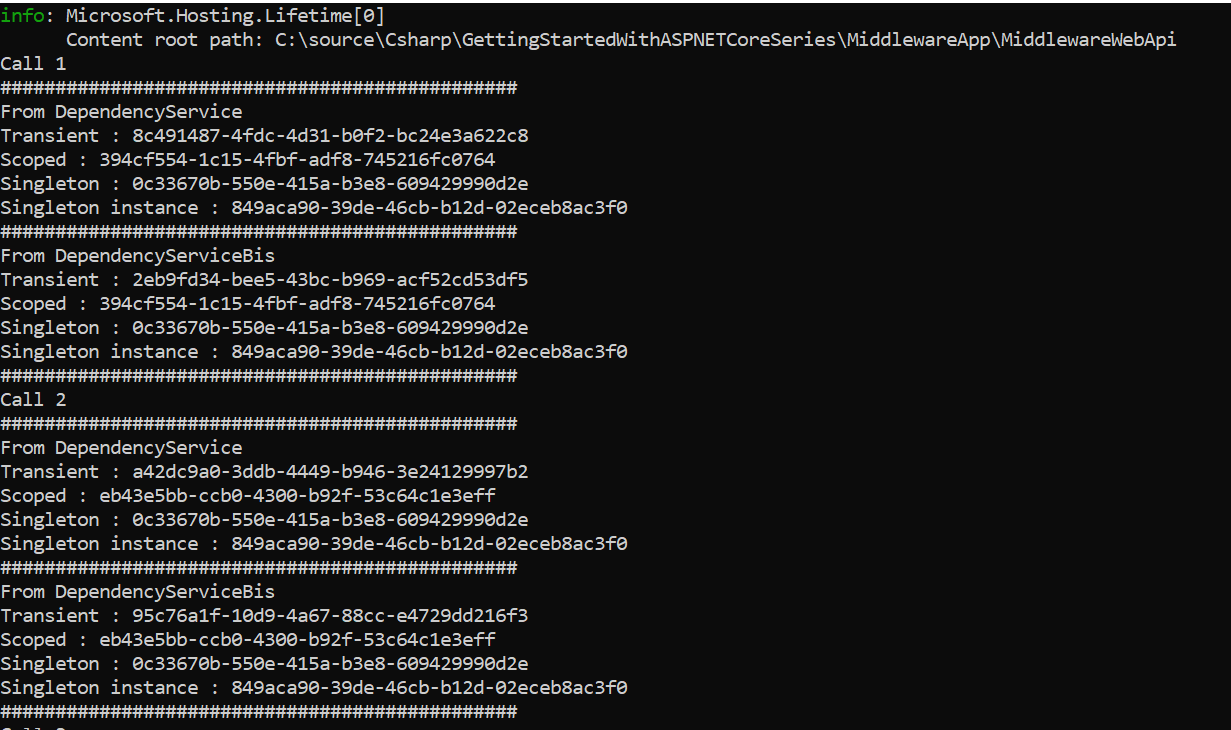 info: Microsoft.Hosting.Lifetime[0]
Content root path: C:\source\Csharp\GettingStartedWithASPNETCoreSeries\MiddlewareApp\MiddlewareWebApi
Call 1
###############################################
From DependencyService
Transient : 8c491487-4fdc-4d31-b0f2-bc24e3a622c8
Scoped : 394cf554-1c15-4fbf-adf8-745216fc0764
Singleton : 0c33670b-550e-415a-b3e8-609429990d2e
Singleton instance : 849aca90-39de-46cb-b12d-02eceb8ac3f0
###############################################
From DependencyServiceBis
Transient : 2eb9fd34-bee5-43bc-b969-acf52cd53df5
Scoped : 394cf554-1c15-4fbf-adf8-745216fc0764
Singleton : 0c33670b-550e-415a-b3e8-609429990d2e
Singleton instance : 849aca90-39de-46cb-b12d-02eceb8ac3f0
###############################################
Call 2
###############################################
From DependencyService
Transient : a42dc9a0-3ddb-4449-b946-3e24129997b2
Scoped : eb43e5bb-ccb0-4300-b92f-53c64c1e3eff
Singleton : 0c33670b-550e-415a-b3e8-609429990d2e
Singleton instance : 849aca90-39de-46cb-b12d-02eceb8ac3f0
###############################################
From DependencyServiceBis
Transient : 95c76a1f-10d9-4a67-88cc-e4729dd216f3
Scoped : eb43e5bb-ccb0-4300-b92f-53c64c1e3eff
Singleton : 0c33670b-550e-415a-b3e8-609429990d2e
Singleton instance : 849aca90-39de-46cb-b12d-02eceb8ac3f0
###############################################